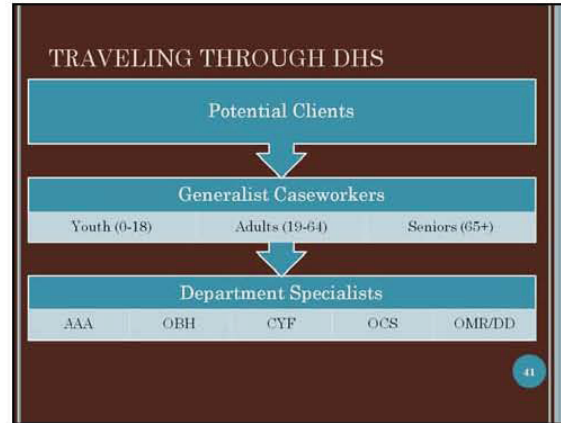 TRAVELING THROUGH DHS
Potential Clients
Generalist Caseworkers
Youth (0-18) Adults (19-64) Seniors (65+)
Department Specialists
AAA OBH CYF OCS OMR/DD
41